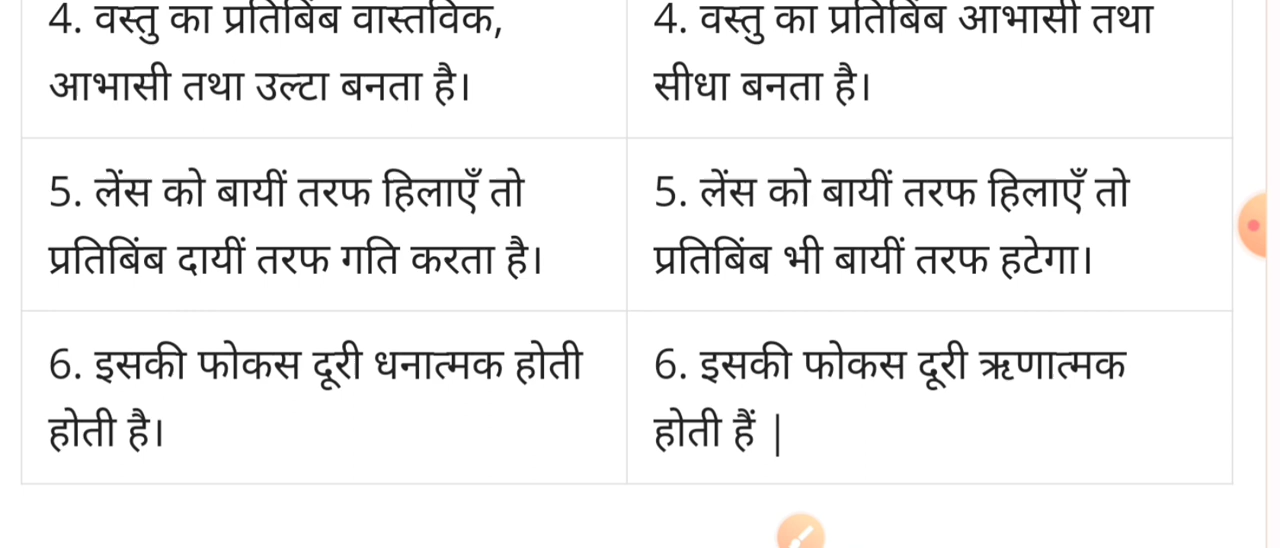 4. वस्तु का प्रतिबिंब वास्तविक,
आभासी तथा उल्टा बनता है।
4. वस्तु का प्रतिबिंब आभासी तथा
सीधा बनता है।
5. लेंस को बायीं तरफ हिलाएँ तो
प्रतिबिंब दायीं तरफ गति करता है।
5. लेंस को बायीं तरफ हिलाएँ तो
प्रतिबिंब भी बायीं तरफ हटेगा।
6. इसकी फोकस दूरी धनात्मक होती
होती है।
6. इसकी फोकस दूरी ऋणात्मक
होती हैं |